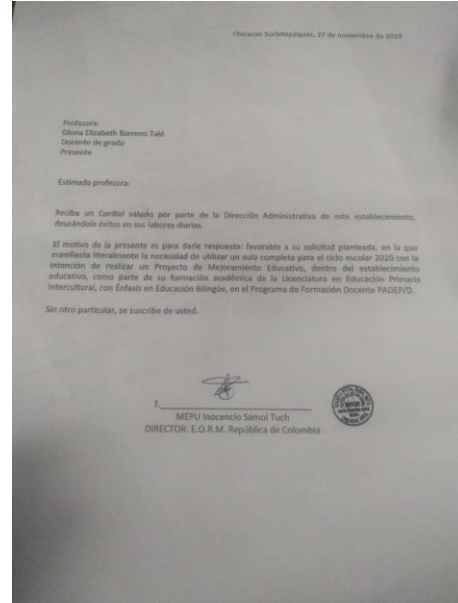 Chicacao Suchitepéquez, 27 de noviembre de 2019
Profesora:
Gloria Elizabeth Barreno Talé
Docente de grado
Presente
Estimada profesora:
Reciba un Cordial salado por parte de la Dirección Administrativa de este establecimiento,
deseándole éxitos en sus labores diarias.
El motivo de la presente es para darte respuesta: favorable a su solicitud planteada, en la que
manifiesta literalmente la necesidad de utilizar un aula completa para el ciclo escolar 2020 con la
intención de realizar un Proyecto de Mejoramiento Educativo, dentro del establecimiento
educativo, como parte de su formación académica de la Licenciatura en Educación Primaria
Intercultural, con Énfasis en Educación Bilingüe, en el Programa de Formación Docente PADEP/D.
Sin otro particular, se suscribe de usted.
f.
MEPU Inocencio Samol Tuch
DIRECTOR: E.O.R.M. República de Colombia